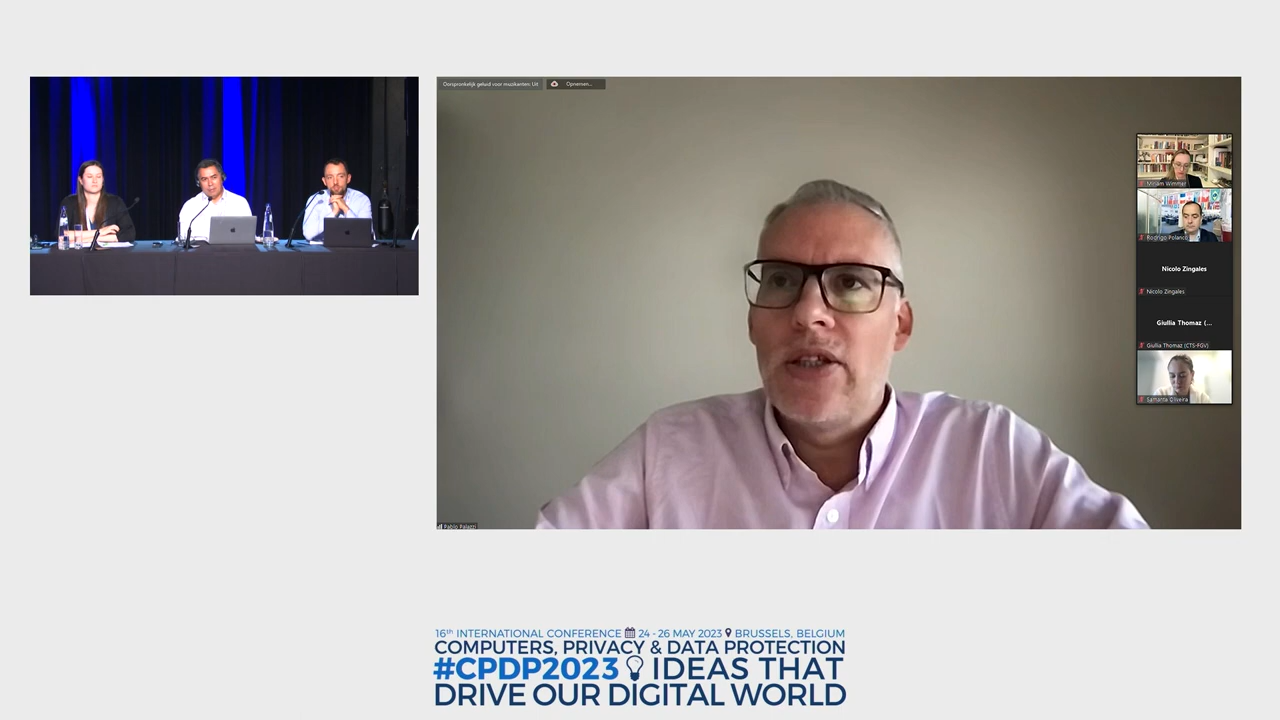 Oorspronkelijk geluid voor muzikanten: Uit
Opnemen...
Miriam Wimmer
Rodrigo Polanco
Nicolo Zingales
Nicolo Zingales
Giullia Thomaz (...
Giullia Thomaz (CTS-FGV)
Samanta Oliveira
Pablo Palazzi
16th INTERNATIONAL CONFERENCE 24 - 26 MAY 2023 BRUSSELS, BELGIUM
COMPUTERS, PRIVACY & DATA PROTECTION
#CPDP2023 IDEAS THAT
DRIVE OUR DIGITAL WORLD